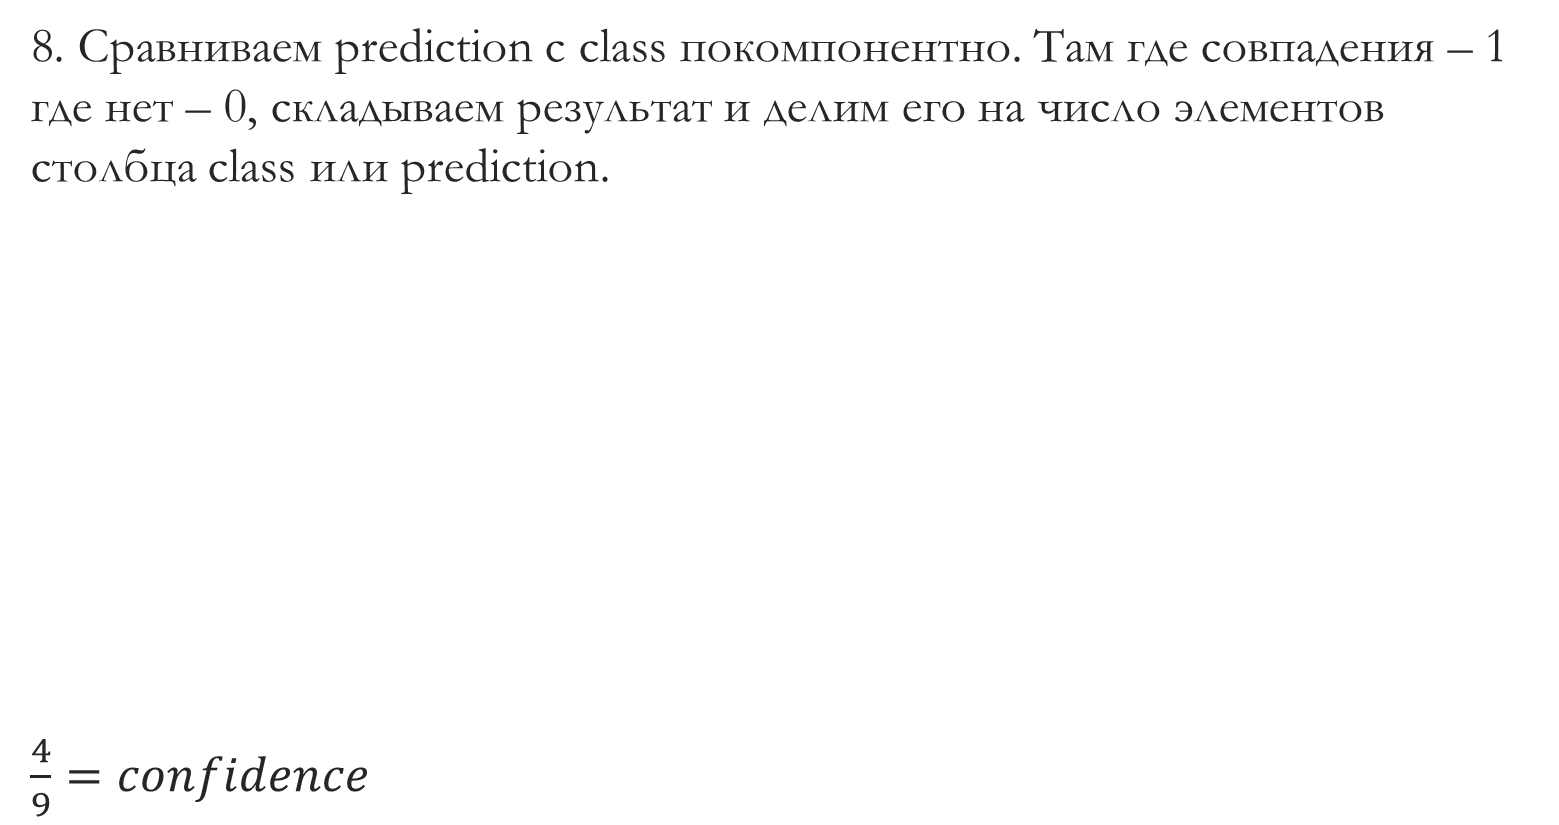 8. Сравниваем prediction с class покомпонентно. Там где совпадения – 1
где нет – 0, складываем результат и делим его на число элементов
столбца class или prediction.
4/9 = confidence